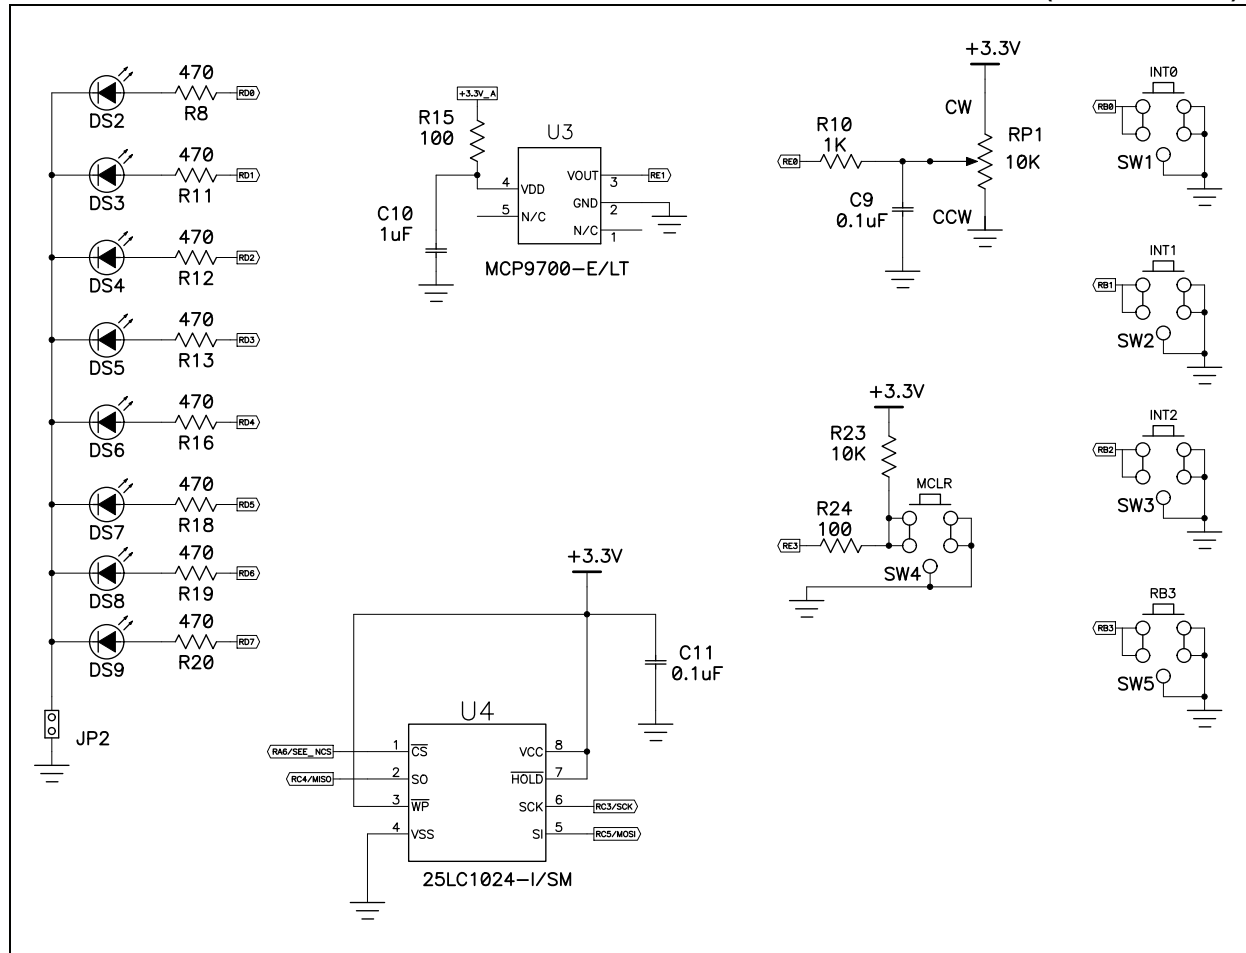 470
DS2
R8
RD0
470
DS3
R11
RD1
470
DS4
R12
RD2
470
DS5
R13
RD3
470
DS6
R16
RD4
470
DS7
R18
RD5
470
DS8
R19
RD6
470
DS9
R20
RD7
JP2
+3.3V_A
R15
100
U3
4 VDD
VOUT 3
RE1
GND 2
5 N/C
N/C 1
C10
1uF
MCP9700-E/LT
+3.3V
CW
R10
1K
RP1
10K
RE0
C9
0.1uF
CCW
INT0
RB0
SW1
INT1
RB1
SW2
INT2
RB2
SW3
RB3
RB3
SW5
+3.3V
R23
10K
MCLR
R24
100
RE3
SW4
+3.3V
C11
0.1uF
U4
RA6/SEE_NCS
1 CS
VCC 8
RC4/MISO
2 SO
HOLD 7
3 WP
SCK 6
RC3/SCK
4 VSS
SI 5
RC5/MOSI
25LC1024-I/SM